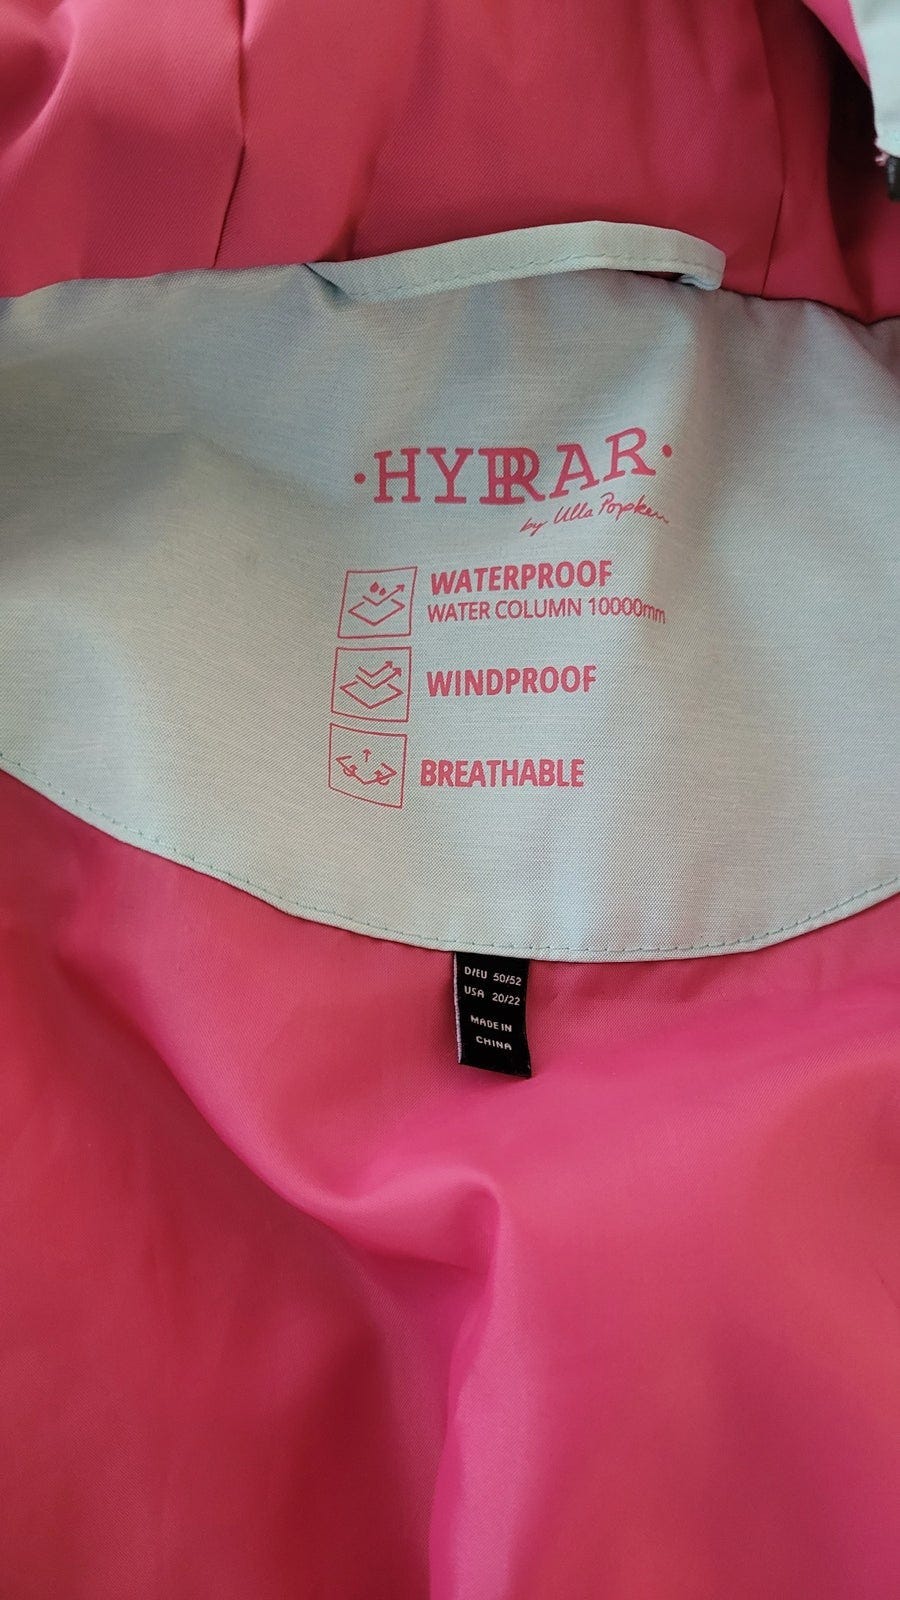 ·HYPRAR·
by Ulla Popken
WATERPROOF
WATER COLUMN 10000mm
WINDPROOF
BREATHABLE
D/EU 50/52
USA 20/22
MADE IN
CHINA